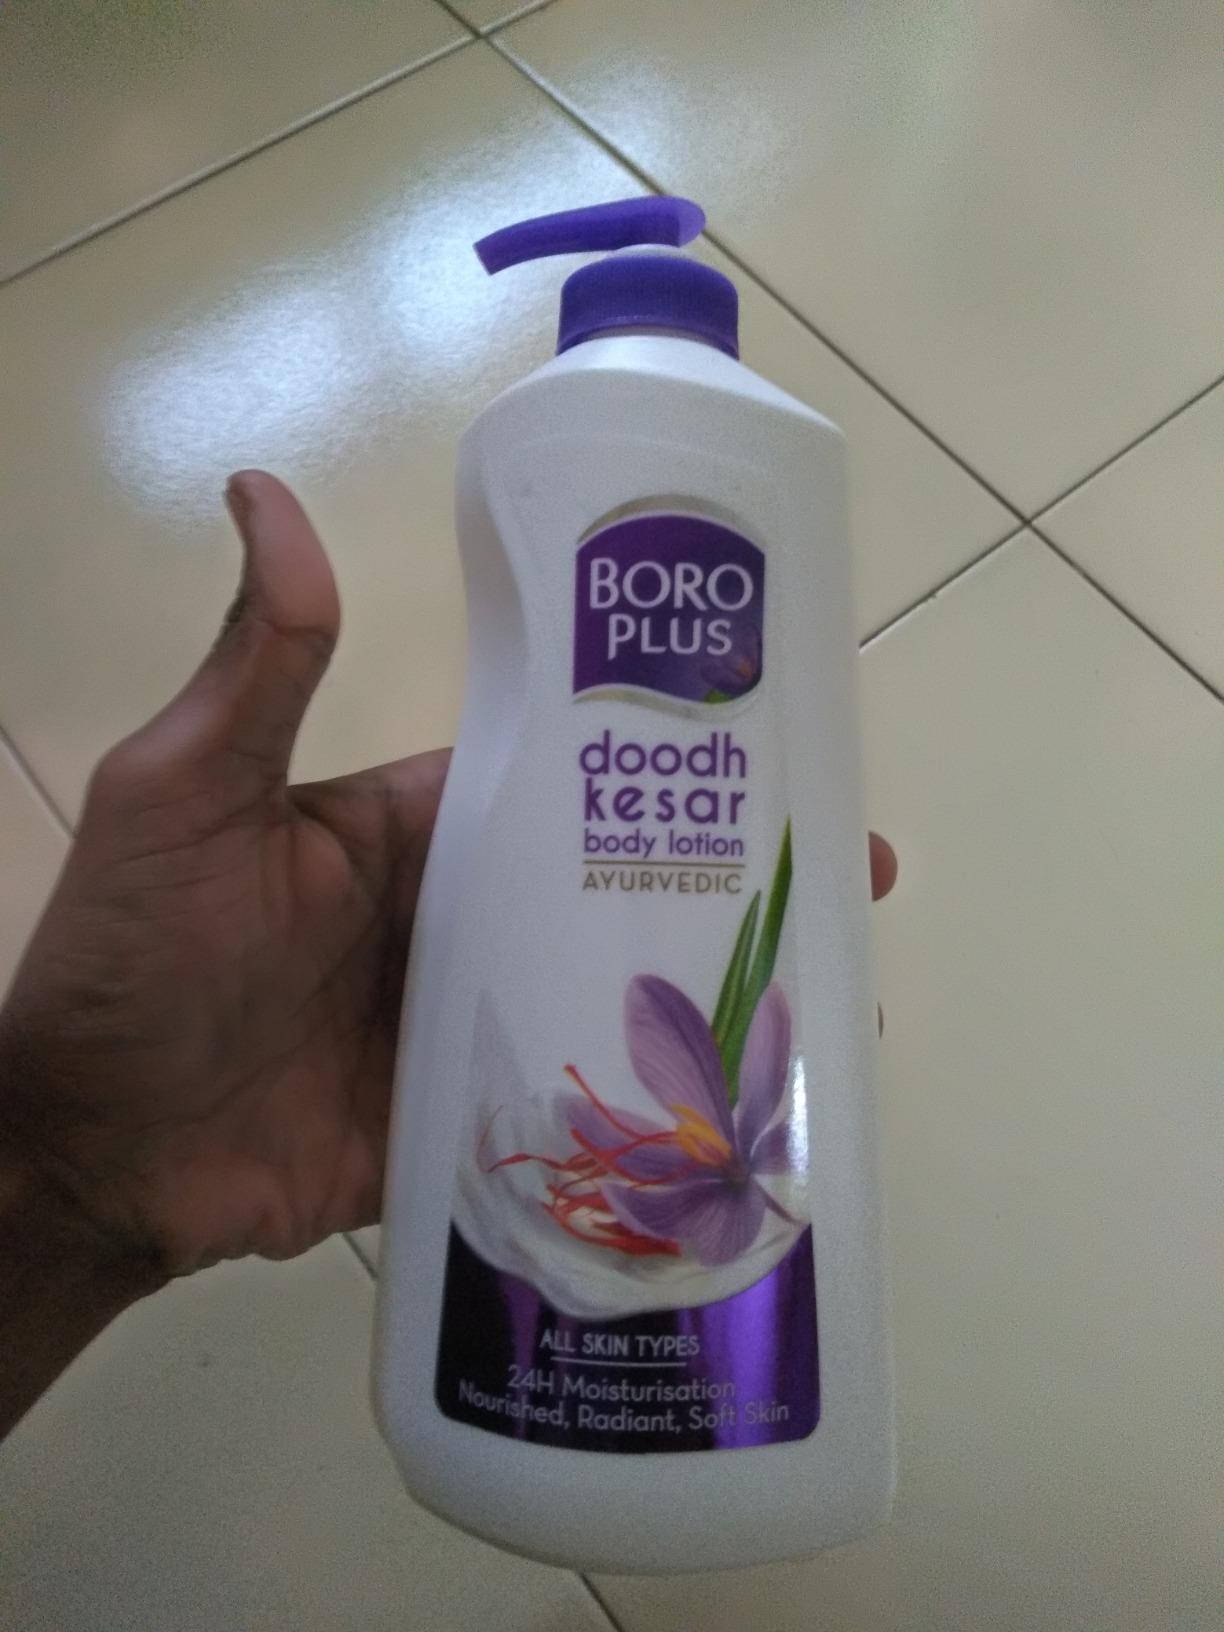 BORO
PLUS
doodh
kesar
body lotion
AYURVEDIC
ALL SKIN TYPES
24H Moisturisation
Nourished, Radiant, Soft Skin